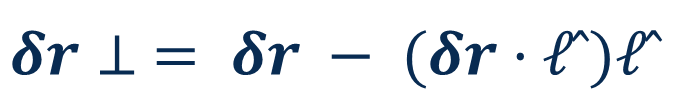 δr ⊥ = δr − (δr · ℓ^)ℓ^